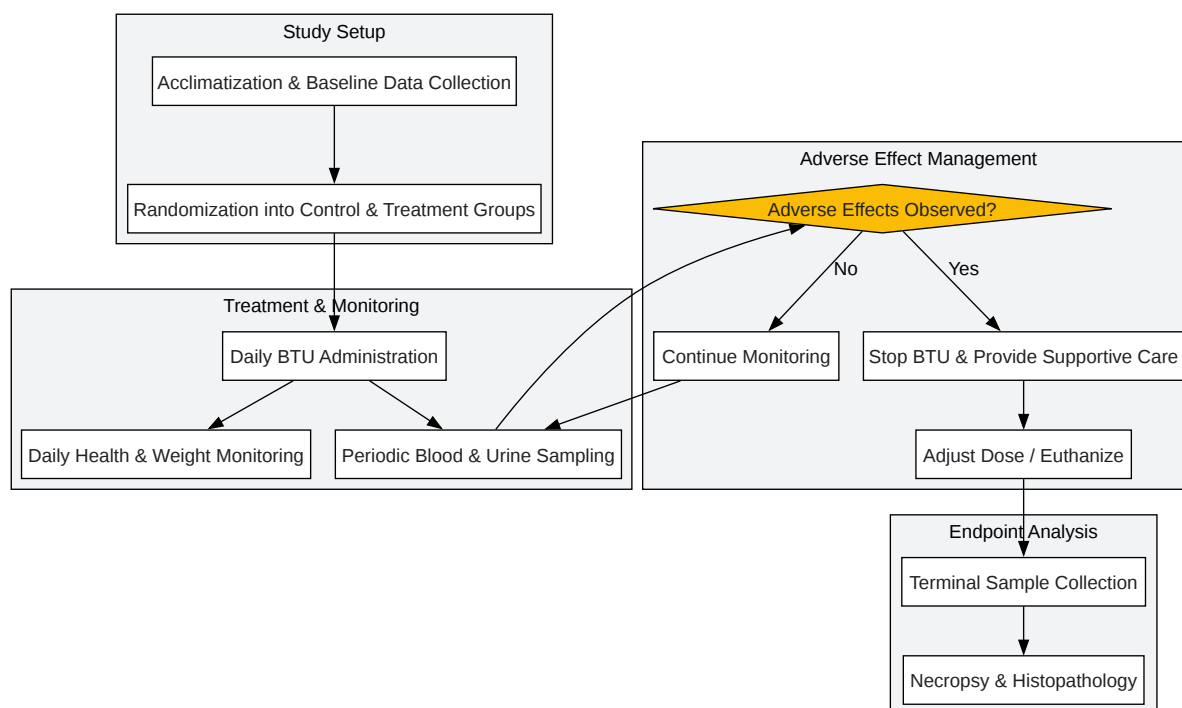 Study Setup
Acclimatization & Baseline Data Collection
Randomization into Control & Treatment Groups
Treatment & Monitoring
Daily BTU Administration
Daily Health & Weight Monitoring
Periodic Blood & Urine Sampling
Adverse Effect Management
Adverse Effects Observed?
No
Yes
Continue Monitoring
Stop BTU & Provide Supportive Care
Adjust Dose / Euthanize
Endpoint Analysis
Terminal Sample Collection
Necropsy & Histopathology